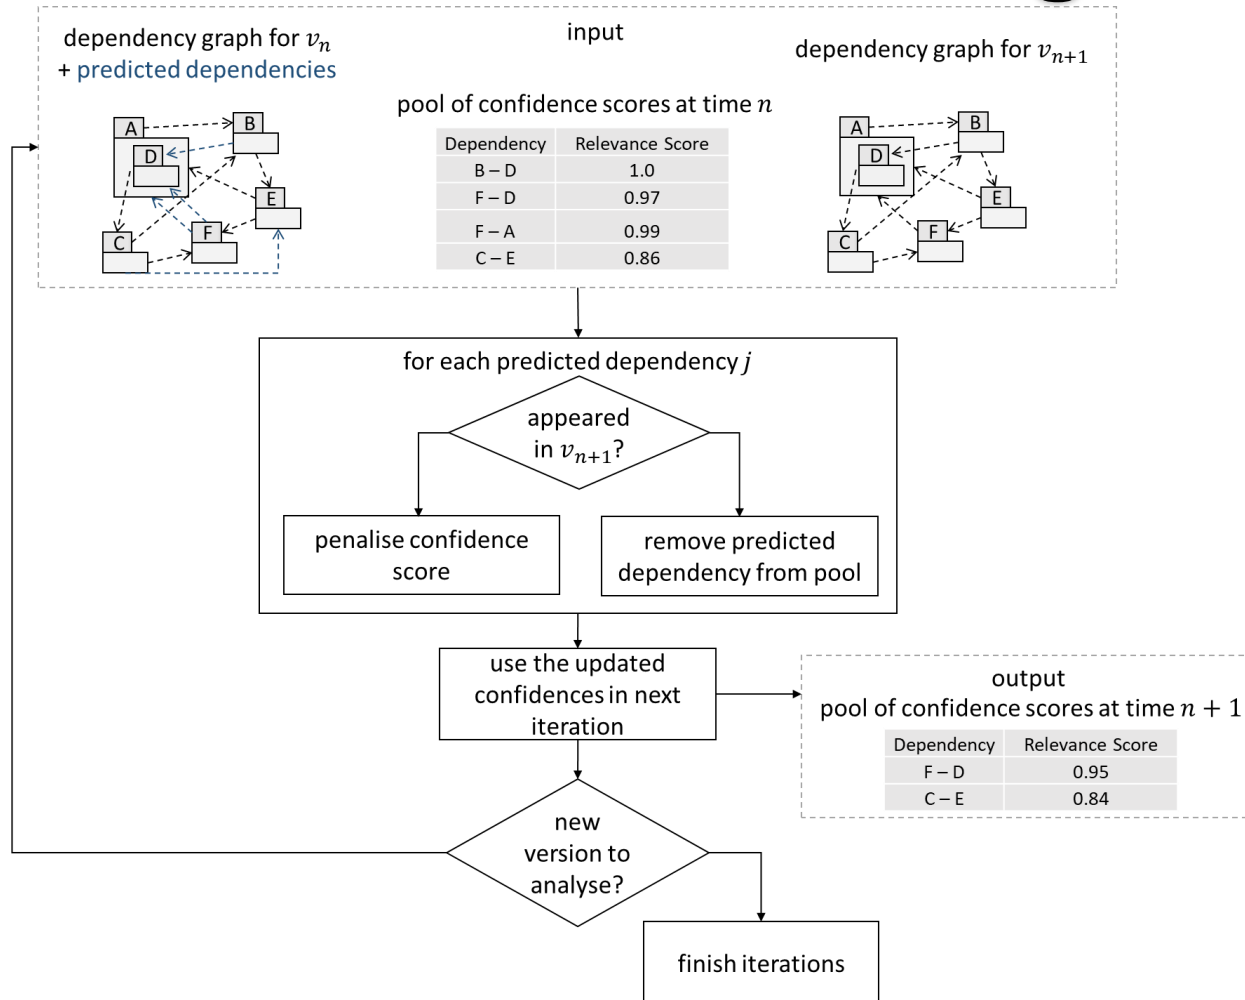 input
dependency graph for vₙ
+ predicted dependencies
A
B
D
E
C
F
pool of confidence scores at time n
Dependency Relevance Score
B – D 1.0
F – D 0.97
F – A 0.99
C – E 0.86
dependency graph for vₙ₊₁
A
B
D
E
C
F
for each predicted dependency j
appeared
in vₙ₊₁?
penalise confidence
score
remove predicted
dependency from pool
use the updated
confidences in next
iteration
output
pool of confidence scores at time n + 1
Dependency Relevance Score
F – D 0.95
C – E 0.84
new
version to
analyse?
finish iterations